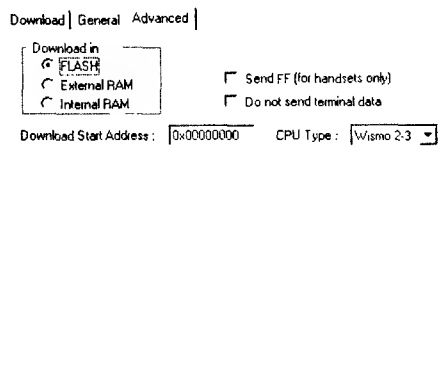 Download General Advanced
Download in
FLASH
External RAM
Internal RAM
Send FF (for handsets only)
Do not send terminal data
Download Start Address : 0x00000000 CPU Type : Wismo 2-3